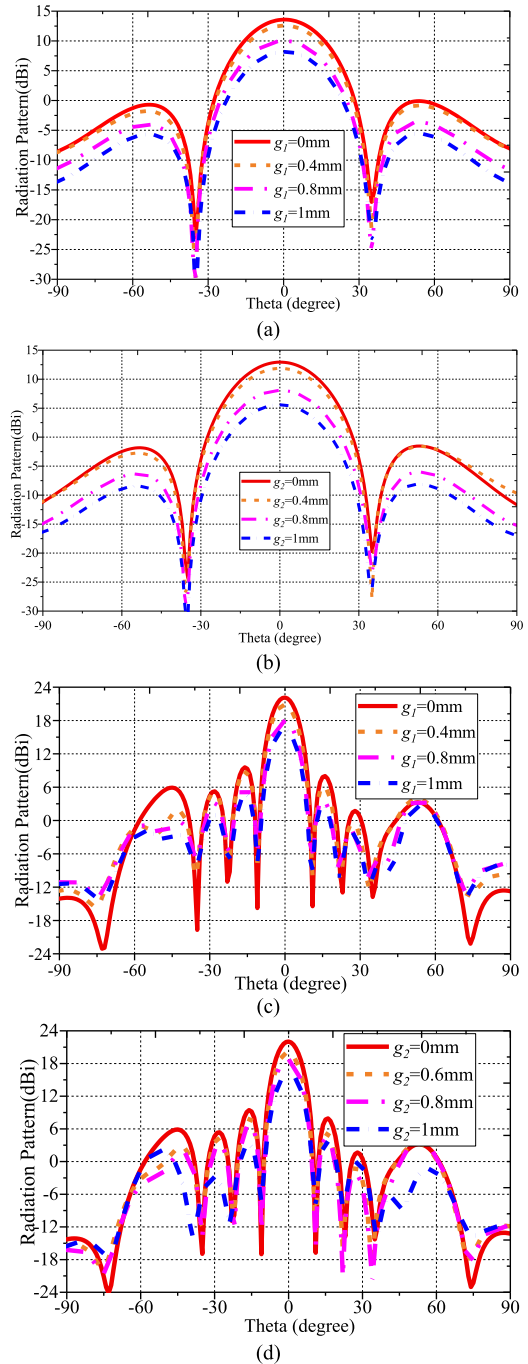 15
10
5
0
-5
-10
-15
-20
-25
-30
Radiation Pattern(dBi)
g1=0mm
g1=0.4mm
g1=0.8mm
g1=1mm
-90 -60 -30 0 30 60 90
Theta (degree)
(a)
15
10
5
0
-5
-10
-15
-20
-25
-30
Radiation Pattern(dBi)
g2=0mm
g2=0.4mm
g2=0.8mm
g2=1mm
-90 -60 -30 0 30 60 90
Theta (degree)
(b)
24
18
12
6
0
-6
-12
-18
-24
Radiation Pattern(dBi)
g1=0mm
g1=0.4mm
g1=0.8mm
g1=1mm
-90 -60 -30 0 30 60 90
Theta (degree)
(c)
24
18
12
6
0
-6
-12
-18
-24
Radiation Pattern(dBi)
g2=0mm
g2=0.6mm
g2=0.8mm
g2=1mm
-90 -60 -30 0 30 60 90
Theta (degree)
(d)